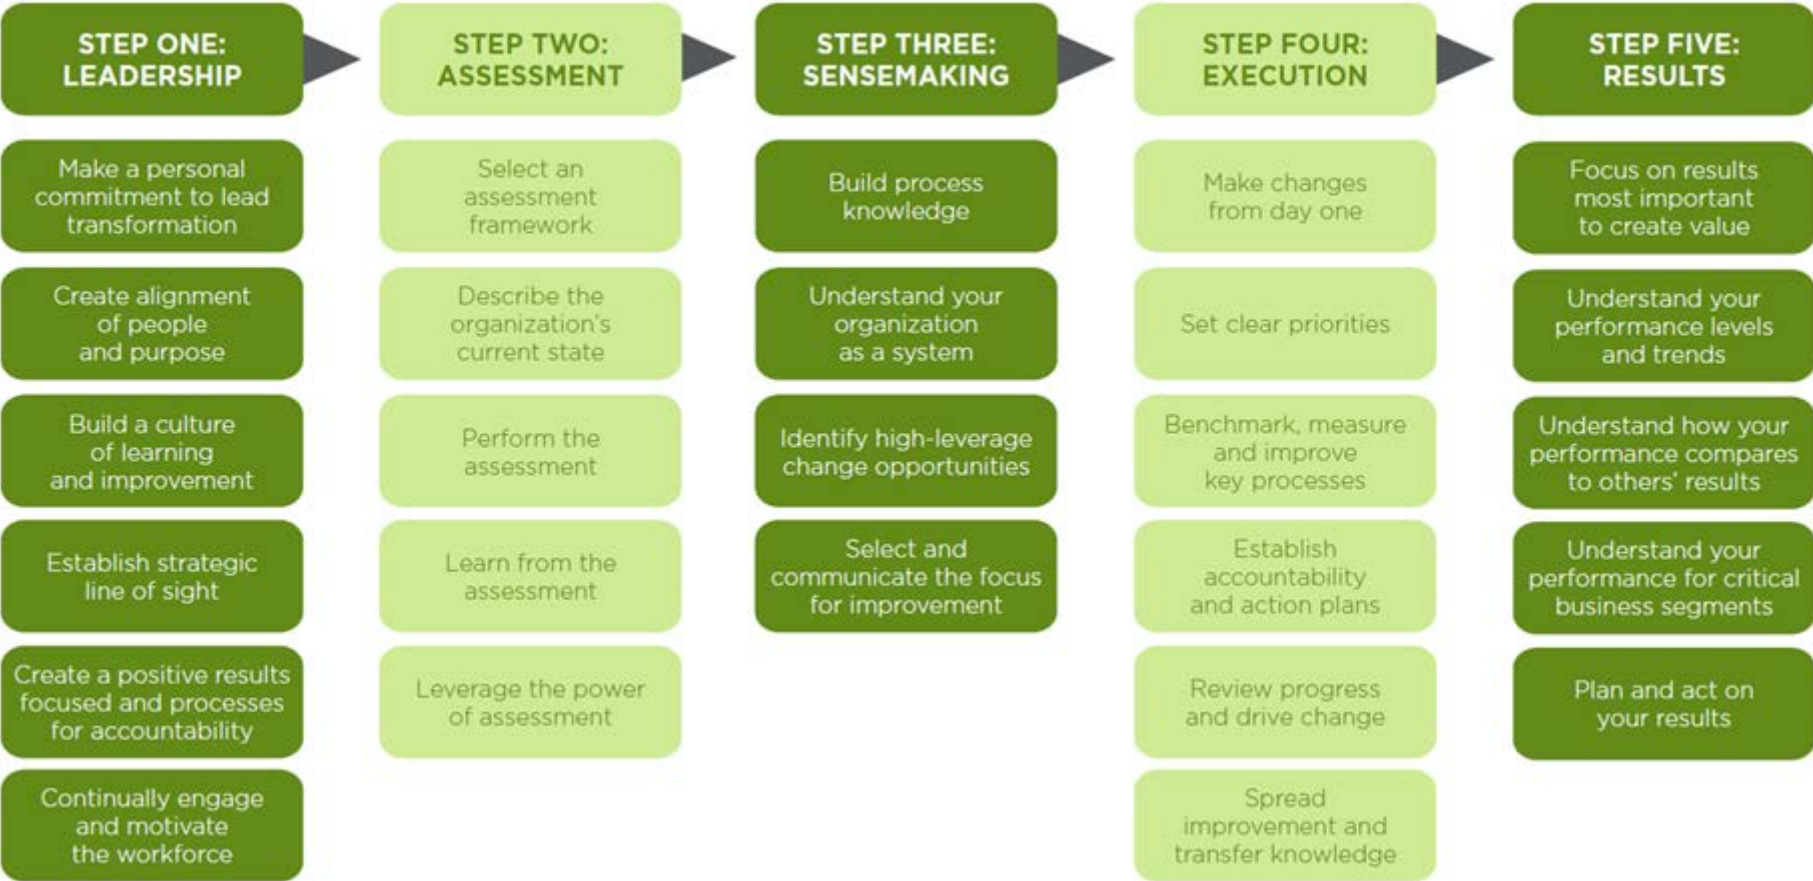 STEP ONE:
LEADERSHIP
Make a personal
commitment to lead
transformation
Create alignment
of people
and purpose
Build a culture
of learning
and improvement
Establish strategic
line of sight
Create a positive results
focused and processes
for accountability
Continually engage
and motivate
the workforce
STEP TWO:
ASSESSMENT
Select an
assessment
framework
Describe the
organization's
current state
Perform the
assessment
Learn from the
assessment
Leverage the power
of assessment
STEP THREE:
SENSEMAKING
Build process
knowledge
Understand your
organization
as a system
Identify high-leverage
change opportunities
Select and
communicate the focus
for improvement
STEP FOUR:
EXECUTION
Make changes
from day one
Set clear priorities
Benchmark, measure
and improve
key processes
Establish
accountability
and action plans
Review progress
and drive change
Spread
improvement and
transfer knowledge
STEP FIVE:
RESULTS
Focus on results
most important
to create value
Understand your
performance levels
and trends
Understand how your
performance compares
to others' results
Understand your
performance for critical
business segments
Plan and act on
your results